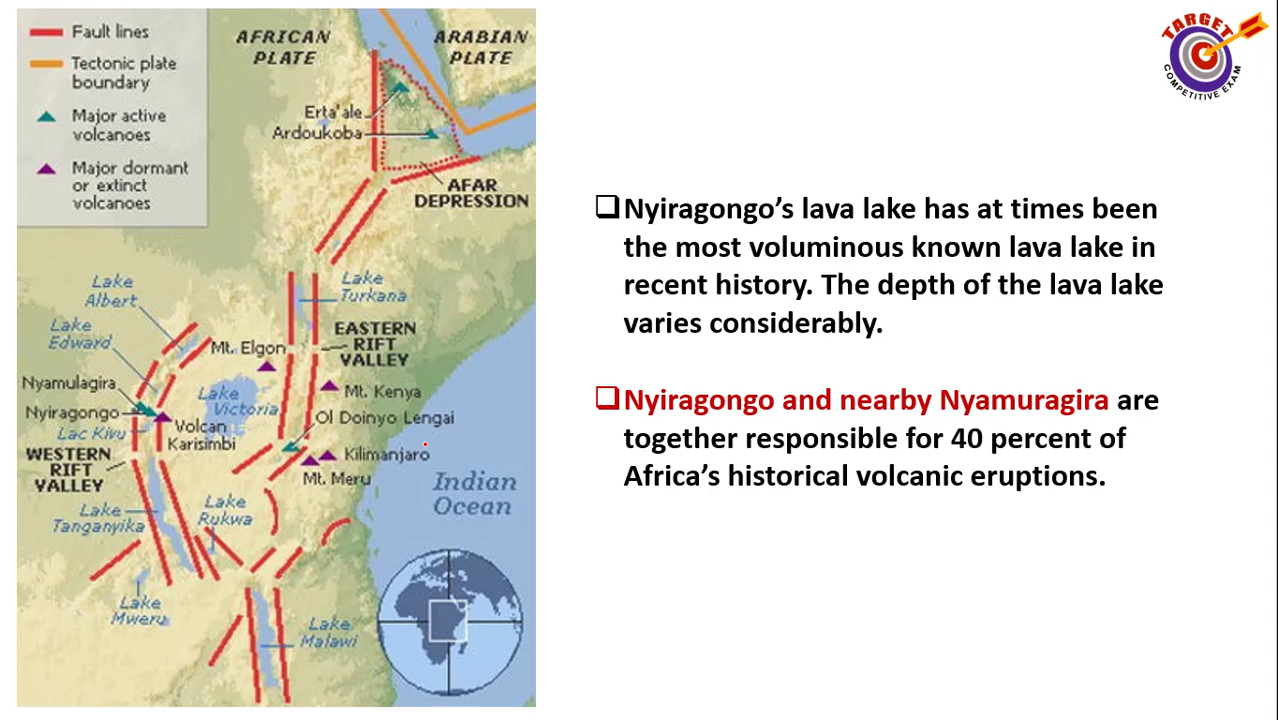 Fault lines
Tectonic plate
boundary
Major active
volcanoes
Major dormant
or extinct
volcanoes
AFRICAN
PLATE
ARABIAN
PLATE
Erta'ale
Ardoukoba
AFAR
DEPRESSION
Lake
Albert
Lake
Turkana
Lake
Edward
EASTERN
RIFT
VALLEY
Mt. Elgon
Nyamulagira
Mt. Kenya
Lake
Victoria
Nyiragongo
Ol Doinyo Lengai
Lac Kivu
Volcan
Karisimbi
Kilimanjaro
WESTERN
RIFT
VALLEY
Mt. Meru
Indian
Ocean
Lake
Tanganyika
Lake
Rukwa
Lake
Mweru
Lake
Malawi
TARGET
COMPETITIVE EXAM
Nyiragongo’s lava lake has at times been
the most voluminous known lava lake in
recent history. The depth of the lava lake
varies considerably.
Nyiragongo and nearby Nyamuragira are
together responsible for 40 percent of
Africa’s historical volcanic eruptions.